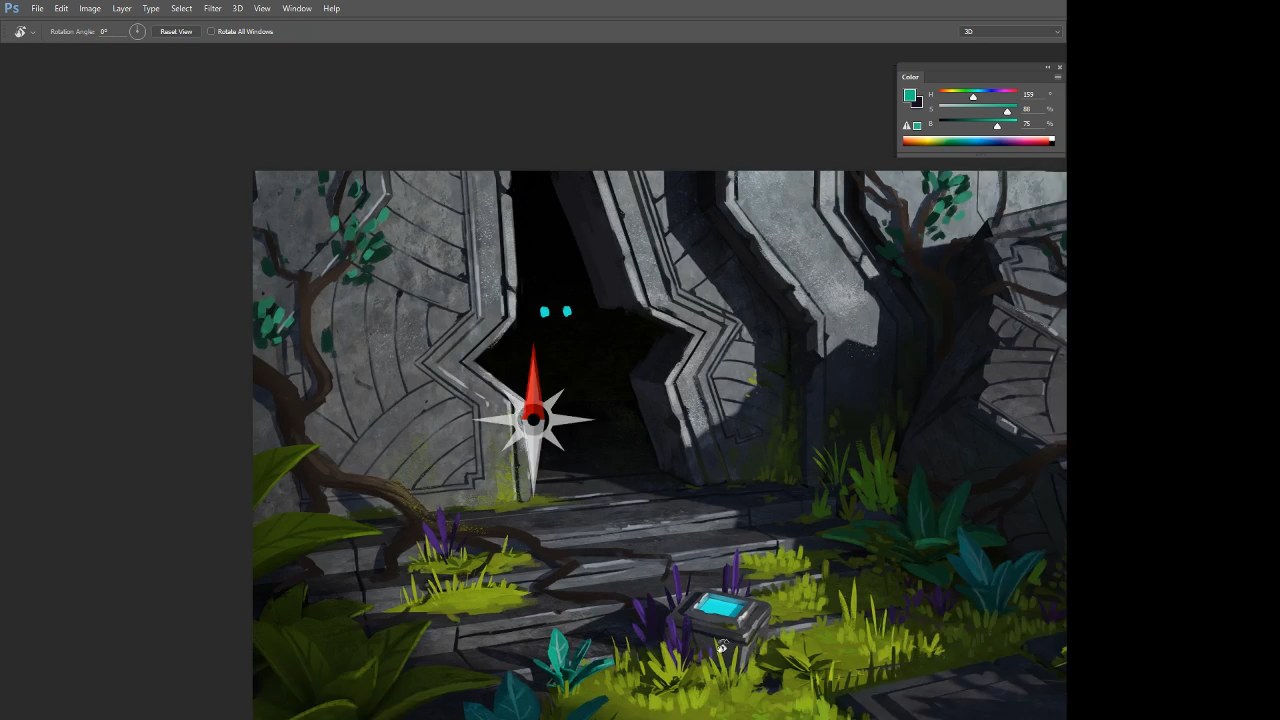 Ps File Edit Image Layer Type Select Filter 3D View Window Help
Rotation Angle: 0° Reset View Rotate All Windows 3D
Color
H 159 °
S 86 %
B 75 %